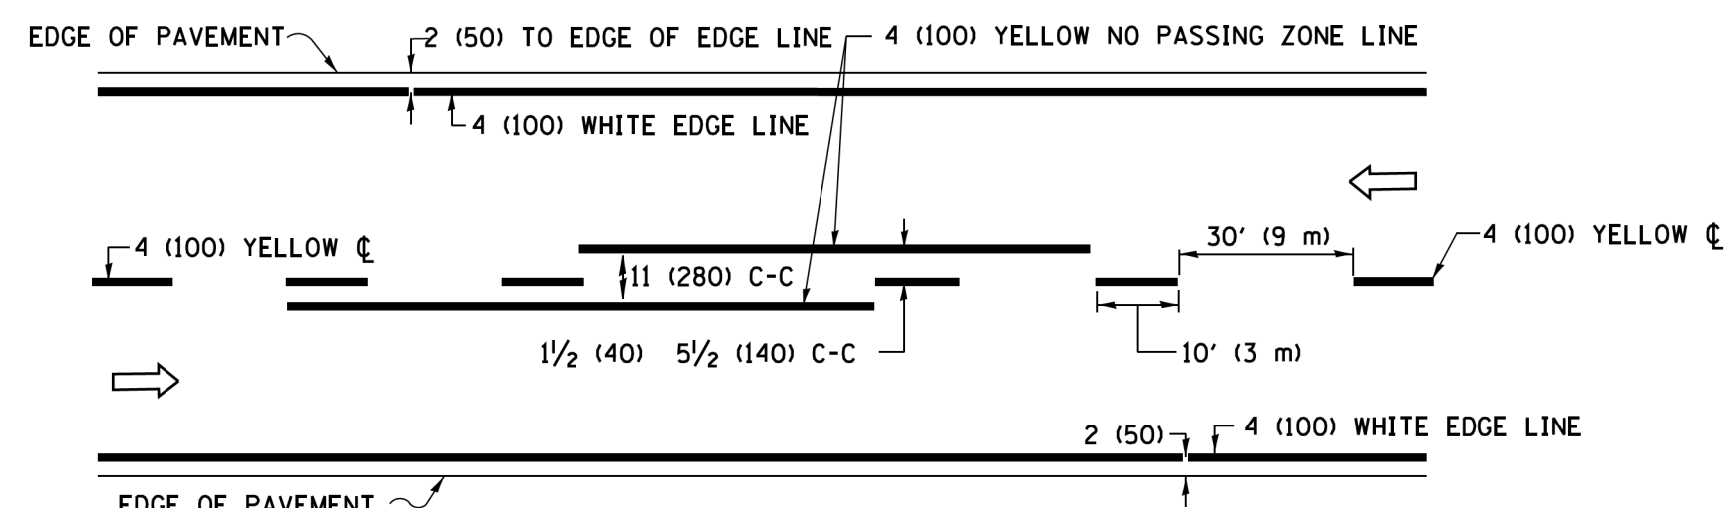 EDGE OF PAVEMENT
2 (50) TO EDGE OF EDGE LINE
4 (100) YELLOW NO PASSING ZONE LINE
4 (100) WHITE EDGE LINE
4 (100) YELLOW ℄
30' (9 m)
4 (100) YELLOW ℄
11 (280) C-C
1½ (40) 5½ (140) C-C
10' (3 m)
2 (50)
4 (100) WHITE EDGE LINE
EDGE OF PAVEMENT